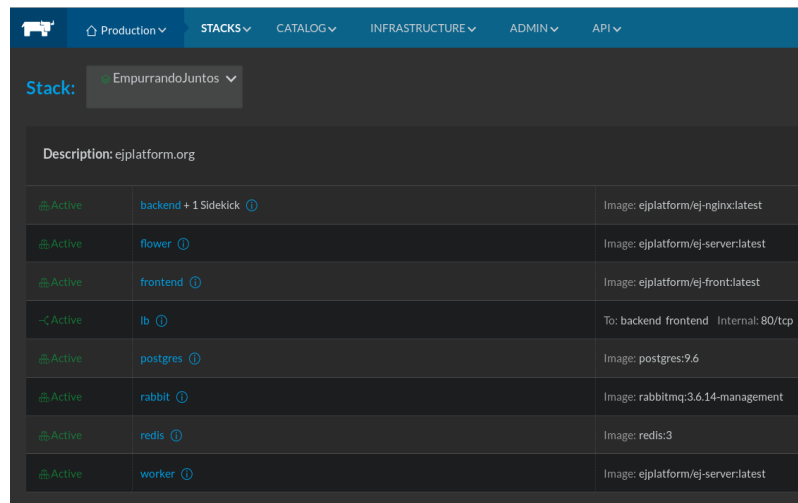 Production STACKS CATALOG INFRASTRUCTURE ADMIN API
Stack: EmpurrandoJuntos
Description: ejplatform.org
Active backend + 1 Sidekick Image: ejplatform/ej-nginx:latest
Active flower Image: ejplatform/ej-server:latest
Active frontend Image: ejplatform/ej-front:latest
Active lb To: backend frontend Internal: 80/tcp
Active postgres Image: postgres:9.6
Active rabbit Image: rabbitmq:3.6.14-management
Active redis Image: redis:3
Active worker Image: ejplatform/ej-server:latest